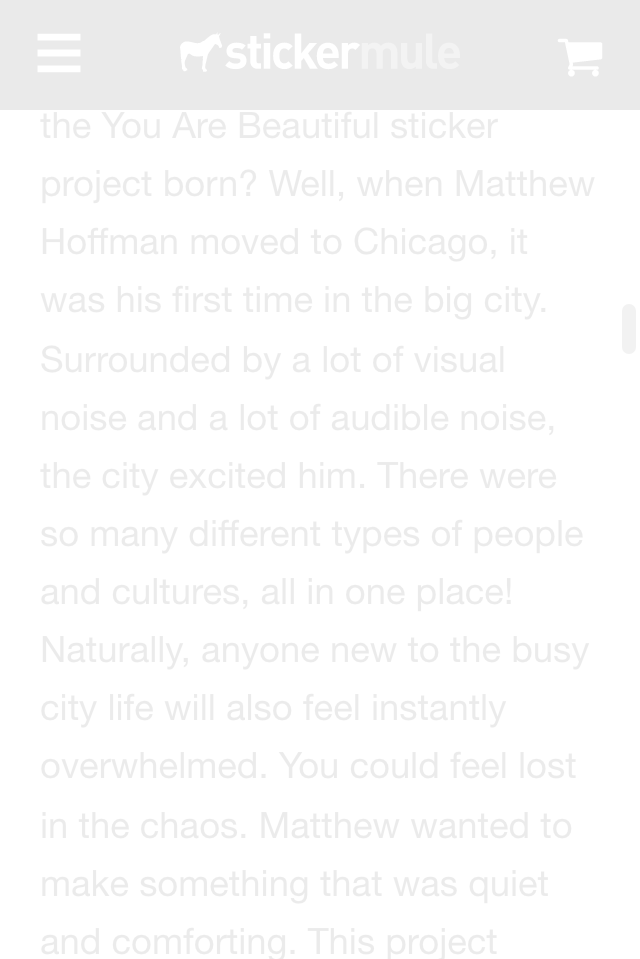 stickermule
the You Are Beautiful sticker
project born? Well, when Matthew
Hoffman moved to Chicago, it
was his first time in the big city.
Surrounded by a lot of visual
noise and a lot of audible noise,
the city excited him. There were
so many different types of people
and cultures, all in one place!
Naturally, anyone new to the busy
city life will also feel instantly
overwhelmed. You could feel lost
in the chaos. Matthew wanted to
make something that was quiet
and comforting. This project